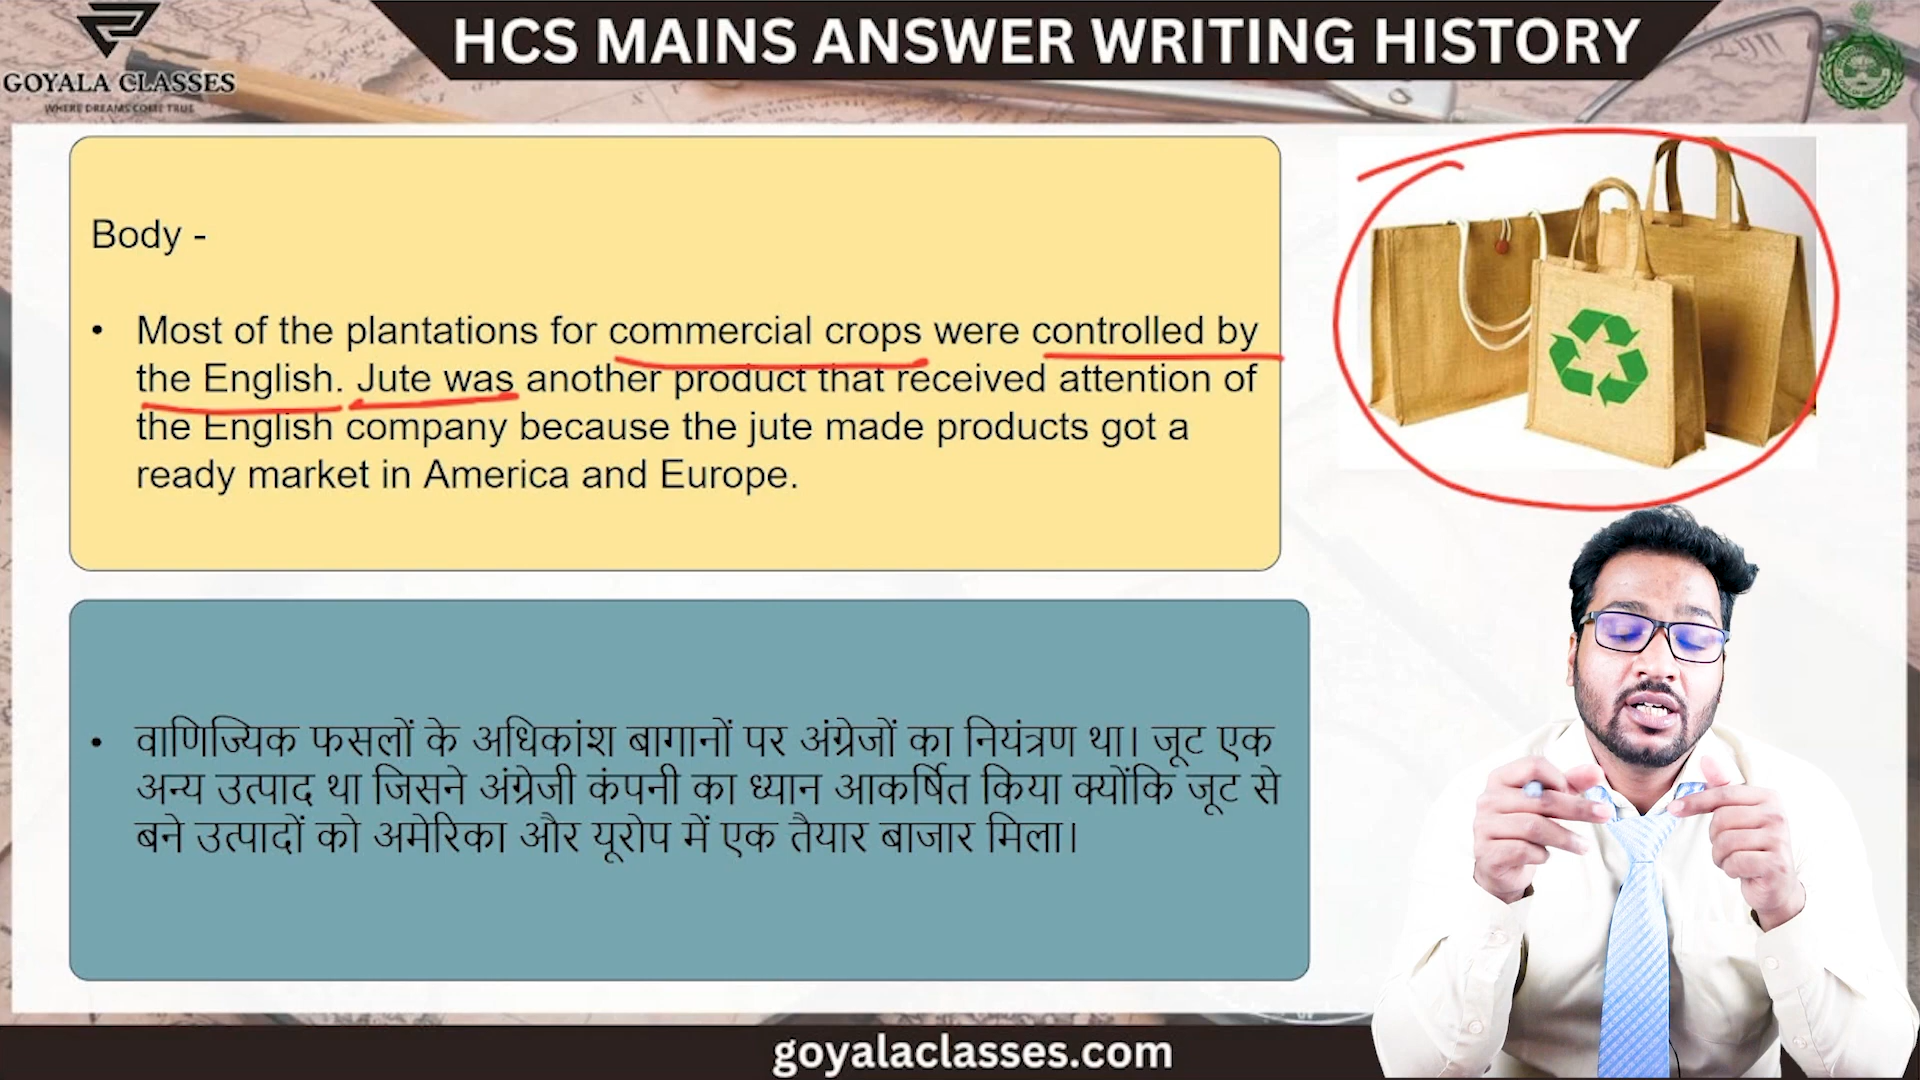 HCS MAINS ANSWER WRITING HISTORY
GOYALA CLASSES
WHERE DREAMS COME TRUE
Body -
• Most of the plantations for commercial crops were controlled by
the English. Jute was another product that received attention of
the English company because the jute made products got a
ready market in America and Europe.
• वाणिज्यिक फसलों के अधिकांश बागानों पर अंग्रेजों का नियंत्रण था। जूट एक
अन्य उत्पाद था जिसने अंग्रेजी कंपनी का ध्यान आकर्षित किया क्योंकि जूट से
बने उत्पादों को अमेरिका और यूरोप में एक तैयार बाजार मिला।
goyalaclasses.com